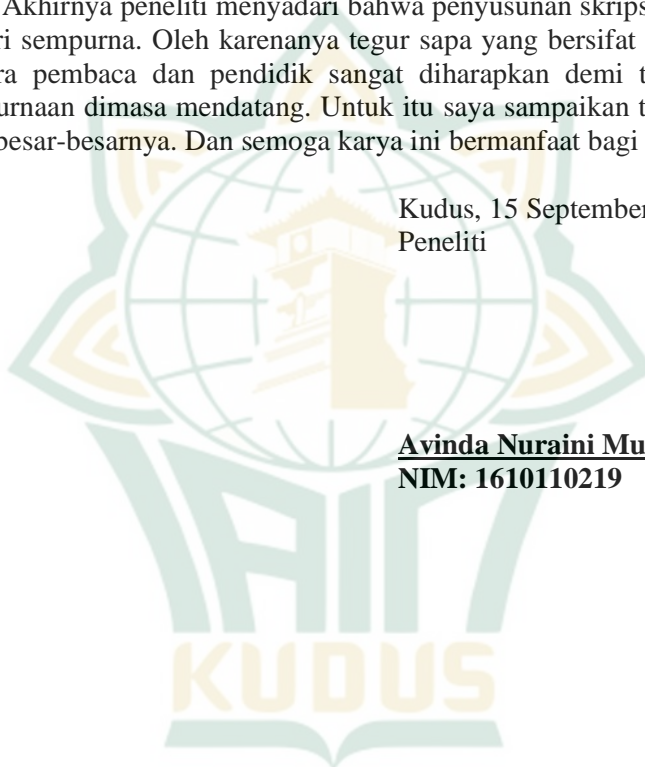 Akhirnya peneliti menyadari bahwa penyusunan skrips
ri sempurna. Oleh karenanya tegur sapa yang bersifat
ra pembaca dan pendidik sangat diharapkan demi t
urnaan dimasa mendatang. Untuk itu saya sampaikan t
besar-besarnya. Dan semoga karya ini bermanfaat bagi
Kudus, 15 September
Peneliti
Avinda Nuraini Mu
NIM: 1610110219
IAIN
KUDUS